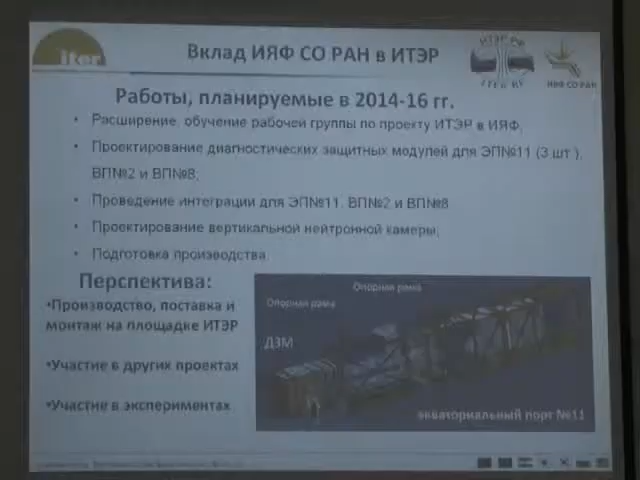 iter
Вклад ИЯФ СО РАН в ИТЭР
ИТЭР РФ
ИЯФ СО РАН
Работы, планируемые в 2014-16 гг.
• Расширение, обучение рабочей группы по проекту ИТЭР в ИЯФ;
• Проектирование диагностических защитных модулей для ЭП№11 (3 шт.),
ВП№2 и ВП№8;
• Проведение интеграции для ЭП№11, ВП№2 и ВП№8
• Проектирование вертикальной нейтронной камеры;
• Подготовка производства.
Перспектива:
•Производство, поставка и
монтаж на площадке ИТЭР
•Участие в других проектах
•Участие в экспериментах
Опорная рама
Опорная рама
ДЗМ
экваториальный порт №11